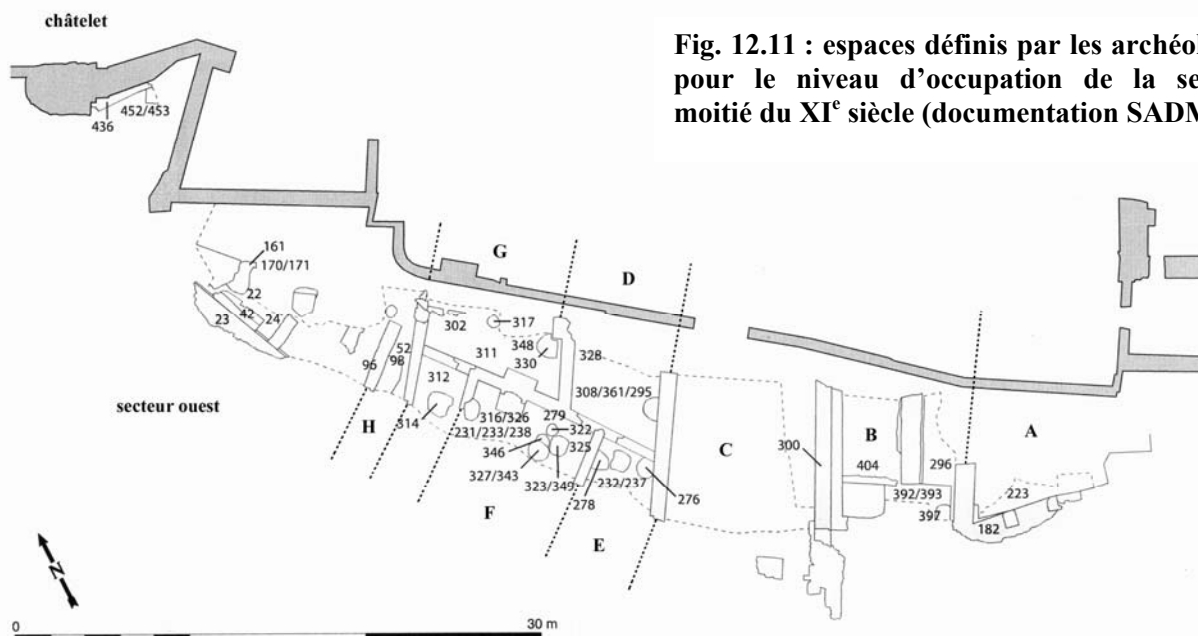 châtelet
Fig. 12.11 : espaces définis par les archéol
pour le niveau d'occupation de la se
moitié du XIe siècle (documentation SADM
452/453
436
161
G
170/171
D
22
302
317
42
24
23
348
311
330
328
52
96
98
312
308/361/295
A
secteur ouest
316/326
279
B
C
300
H
314
322
231/233/238
325
404
296
346
392/393
223
327/343
323/349
232/237
276
397
278
182
F
E
N
0
30 m